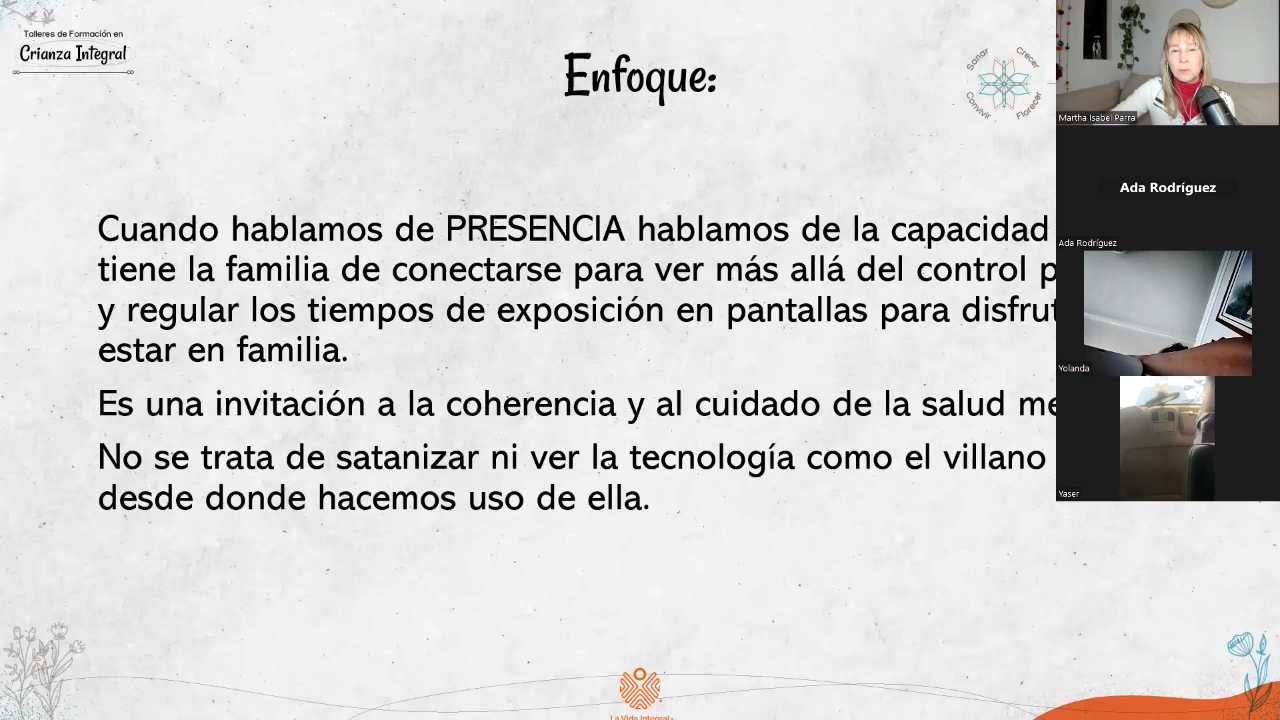 Talleres de Formación en
Crianza Integral
Enfoque:
Sanar
Crecer
Convivir
Florecer
Cuando hablamos de PRESENCIA hablamos de la capacidad
tiene la familia de conectarse para ver más allá del control
y regular los tiempos de exposición en pantallas para
estar en familia.
Es una invitación a la coherencia y al cuidado de la salud
No se trata de satanizar ni ver la tecnología como el villano
desde donde hacemos uso de ella.
Martha Isabel Parra
Ada Rodríguez
Ada Rodríguez
Yolanda
Yaser
La Vida Integral